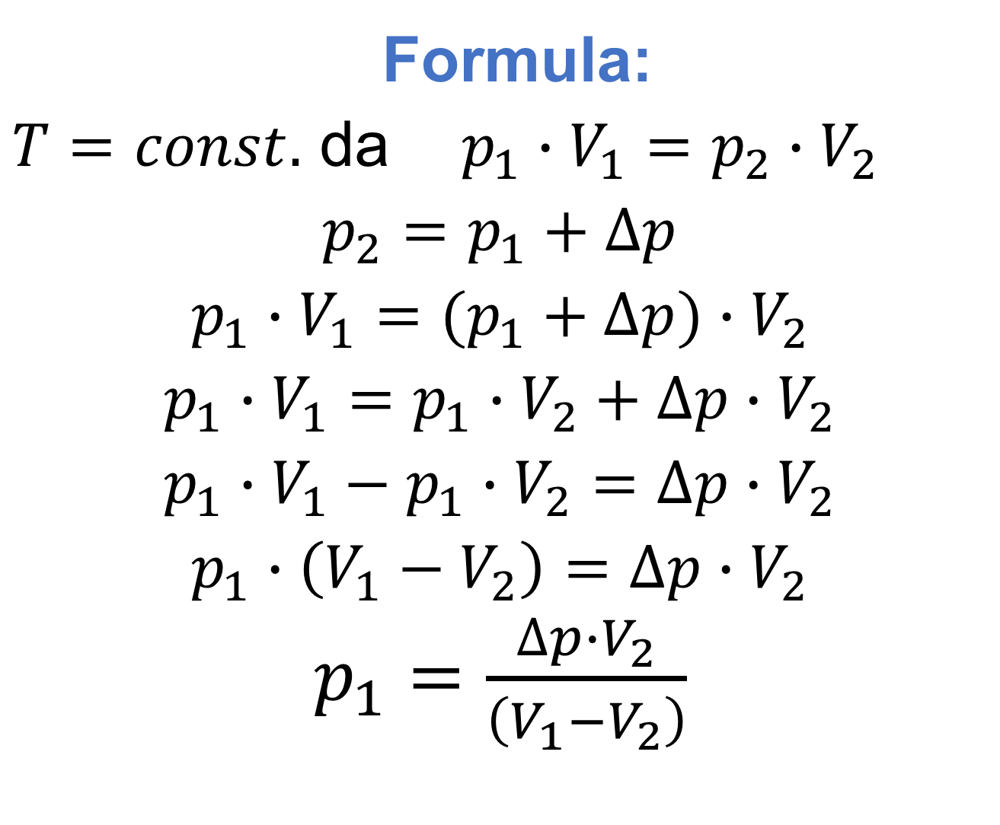 Formula:
T = const. da p₁ · V₁ = p₂ · V₂
p₂ = p₁ + Δp
p₁ · V₁ = (p₁ + Δp) · V₂
p₁ · V₁ = p₁ · V₂ + Δp · V₂
p₁ · V₁ − p₁ · V₂ = Δp · V₂
p₁ · (V₁ − V₂) = Δp · V₂
p₁ = Δp·V₂ / (V₁−V₂)